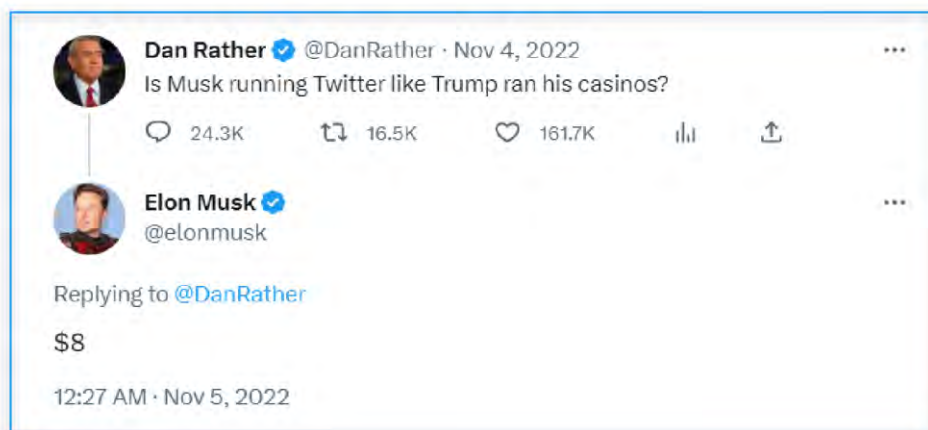 Dan Rather @DanRather · Nov 4, 2022
Is Musk running Twitter like Trump ran his casinos?
24.3K 16.5K 161.7K
Elon Musk
@elonmusk
Replying to @DanRather
$8
12:27 AM · Nov 5, 2022